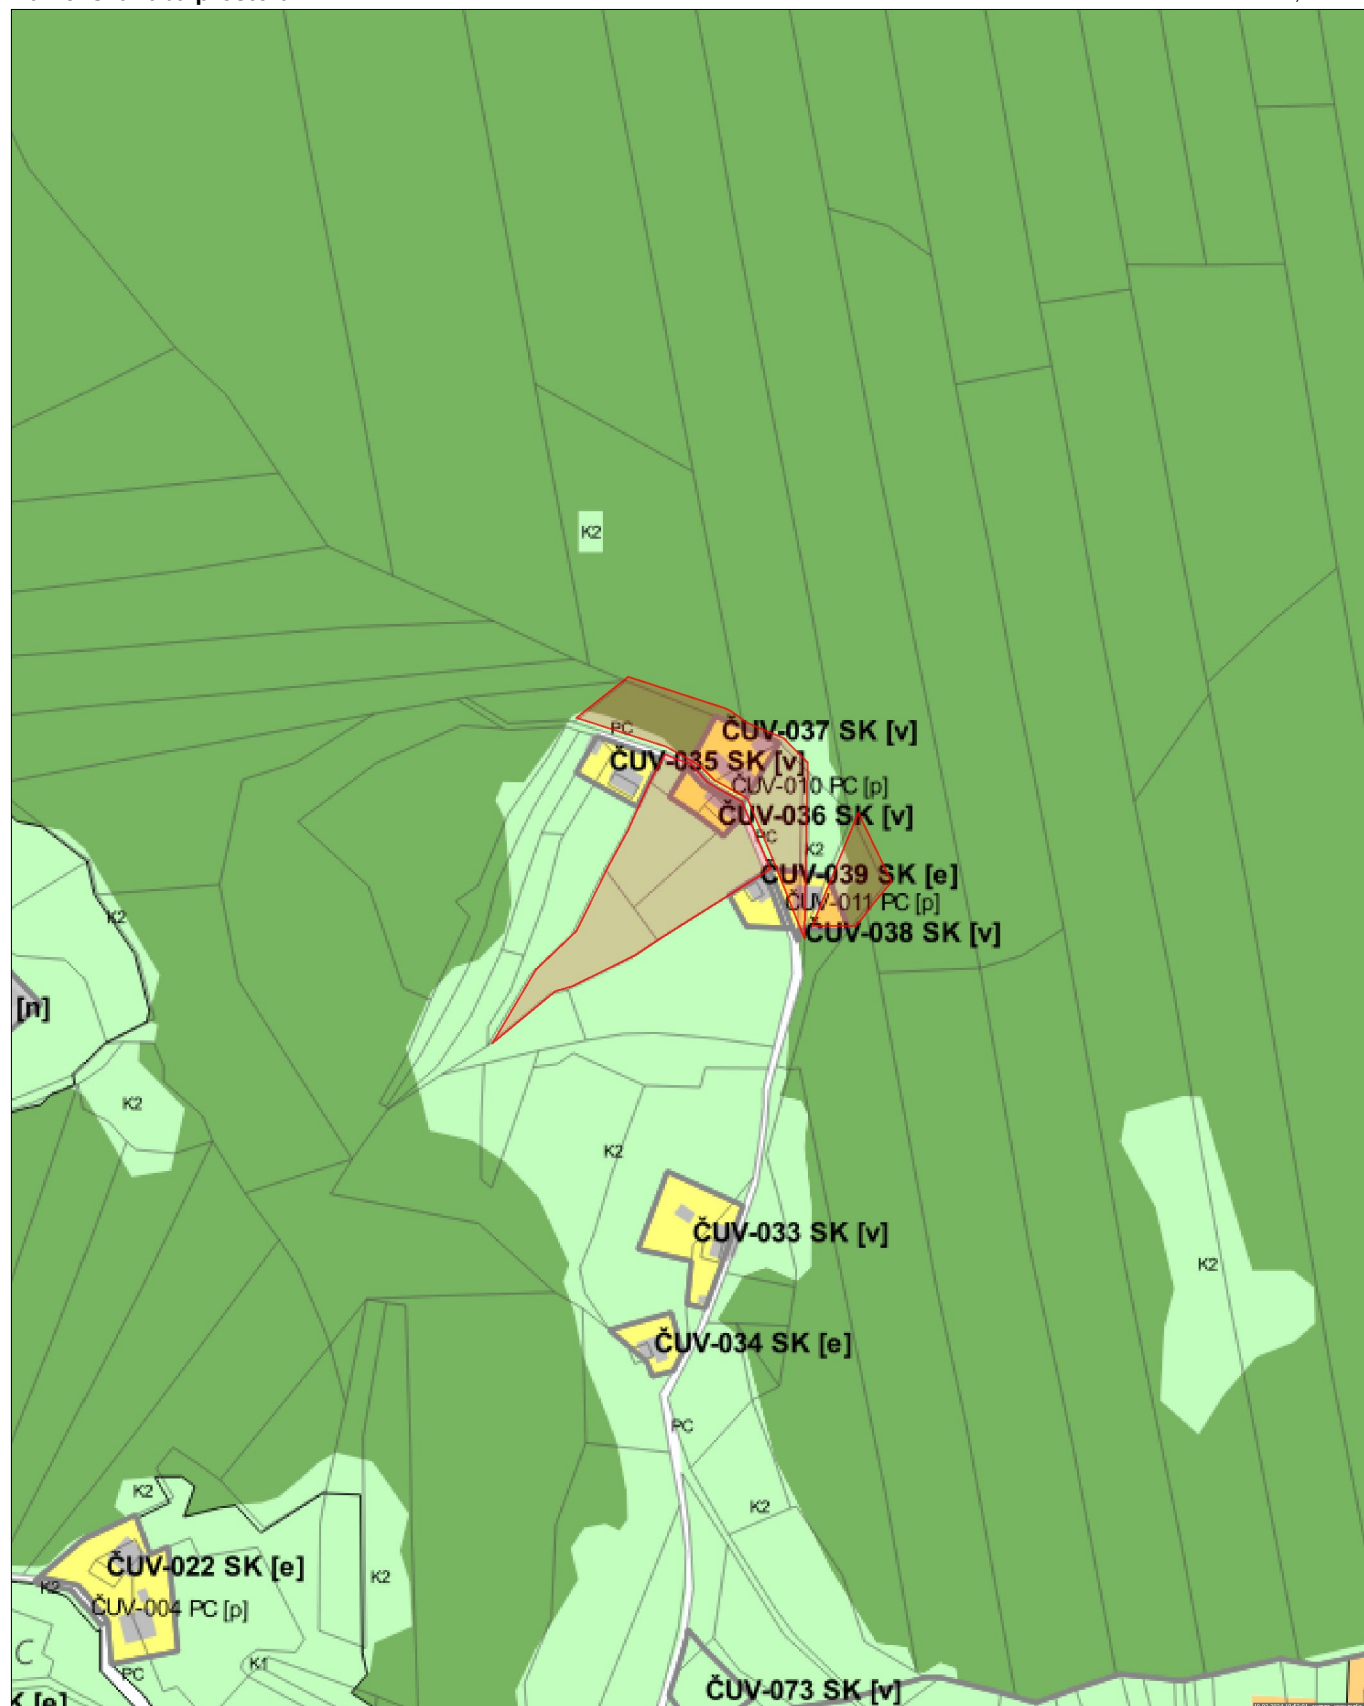 K2
PC
ČUV-037 SK [v]
ČUV-035 SK [v]
ČUV-010 PC [p]
ČUV-036 SK [v]
PC
K2
ČUV-039 SK [e]
ČUV-011 PC [p]
ČUV-038 SK [v]
K2
[n]
K2
K2
ČUV-033 SK [v]
K2
ČUV-034 SK [e]
PC
K2
K2
ČUV-022 SK [e]
K2
K2
ČUV-004 PC [p]
C
K1
PC
ČUV-073 SK [v]
K [e]